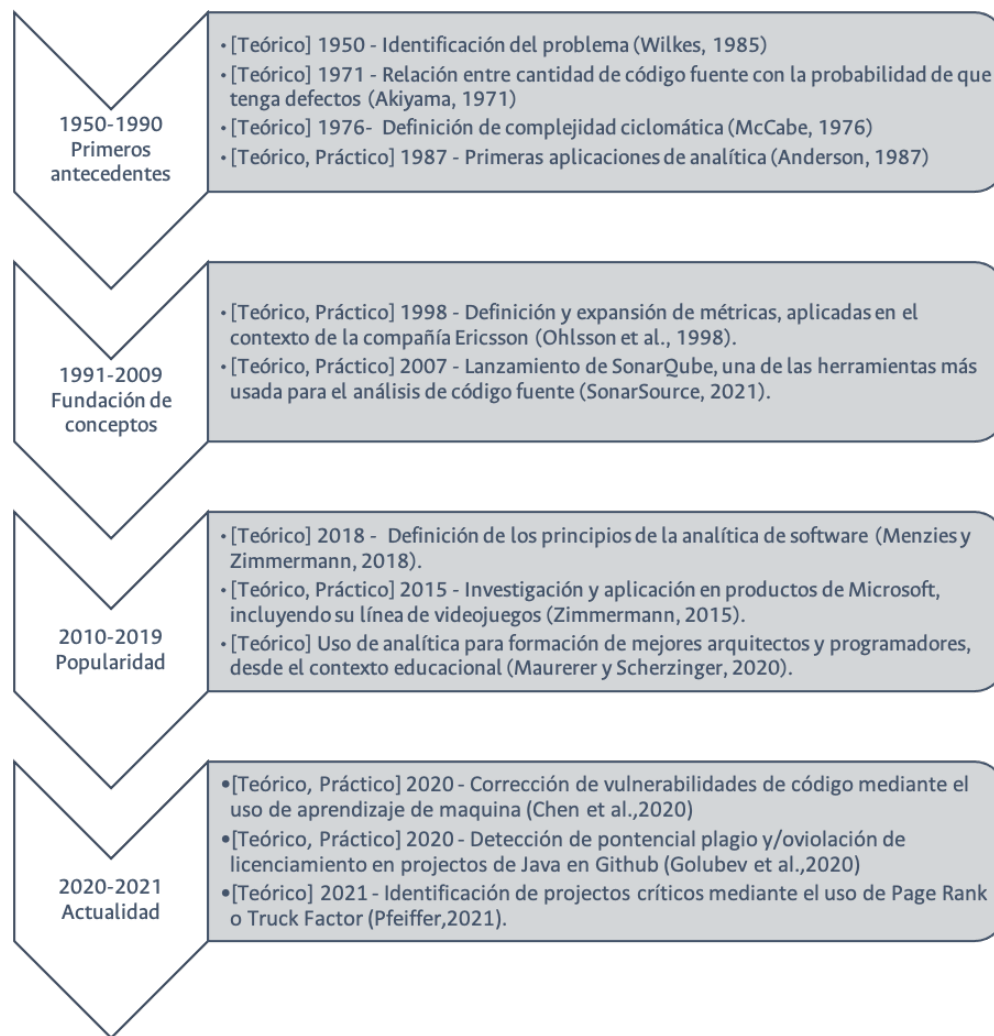 1950-1990
Primeros
antecedentes
• [Teórico] 1950 - Identificación del problema (Wilkes, 1985)
• [Teórico] 1971 - Relación entre cantidad de código fuente con la probabilidad de que
tenga defectos (Akiyama, 1971)
• [Teórico] 1976- Definición de complejidad ciclomática (McCabe, 1976)
• [Teórico, Práctico] 1987 - Primeras aplicaciones de analítica (Anderson, 1987)
1991-2009
Fundación de
conceptos
• [Teórico, Práctico] 1998 - Definición y expansión de métricas, aplicadas en el
contexto de la compañía Ericsson (Ohlsson et al., 1998).
• [Teórico, Práctico] 2007 - Lanzamiento de SonarQube, una de las herramientas más
usada para el análisis de código fuente (SonarSource, 2021).
2010-2019
Popularidad
• [Teórico] 2018 - Definición de los principios de la analítica de software (Menzies y
Zimmermann, 2018).
• [Teórico, Práctico] 2015 - Investigación y aplicación en productos de Microsoft,
incluyendo su línea de videojuegos (Zimmermann, 2015).
• [Teórico] Uso de analítica para formación de mejores arquitectos y programadores,
desde el contexto educacional (Maurerer y Scherzinger, 2020).
2020-2021
Actualidad
•[Teórico, Práctico] 2020 - Corrección de vulnerabilidades de código mediante el
uso de aprendizaje de maquina (Chen et al.,2020)
•[Teórico, Práctico] 2020 - Detección de pontencial plagio y/oviolación de
licenciamiento en projectos de Java en Github (Golubev et al.,2020)
•[Teórico] 2021 - Identificación de projectos críticos mediante el uso de Page Rank
o Truck Factor (Pfeiffer,2021).